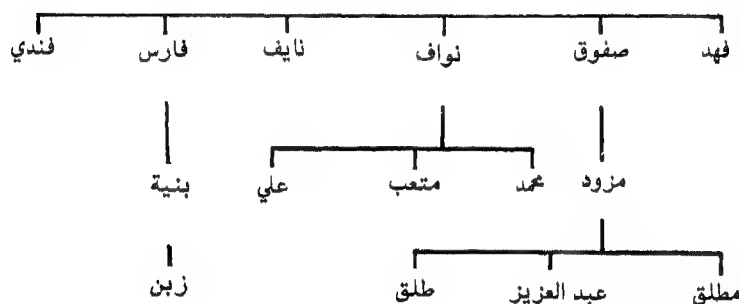 فهد صفوق نواف نايف فارس فندي
مزود محمد متعب علي بنية
مطلق عبد العزيز طلق زبن